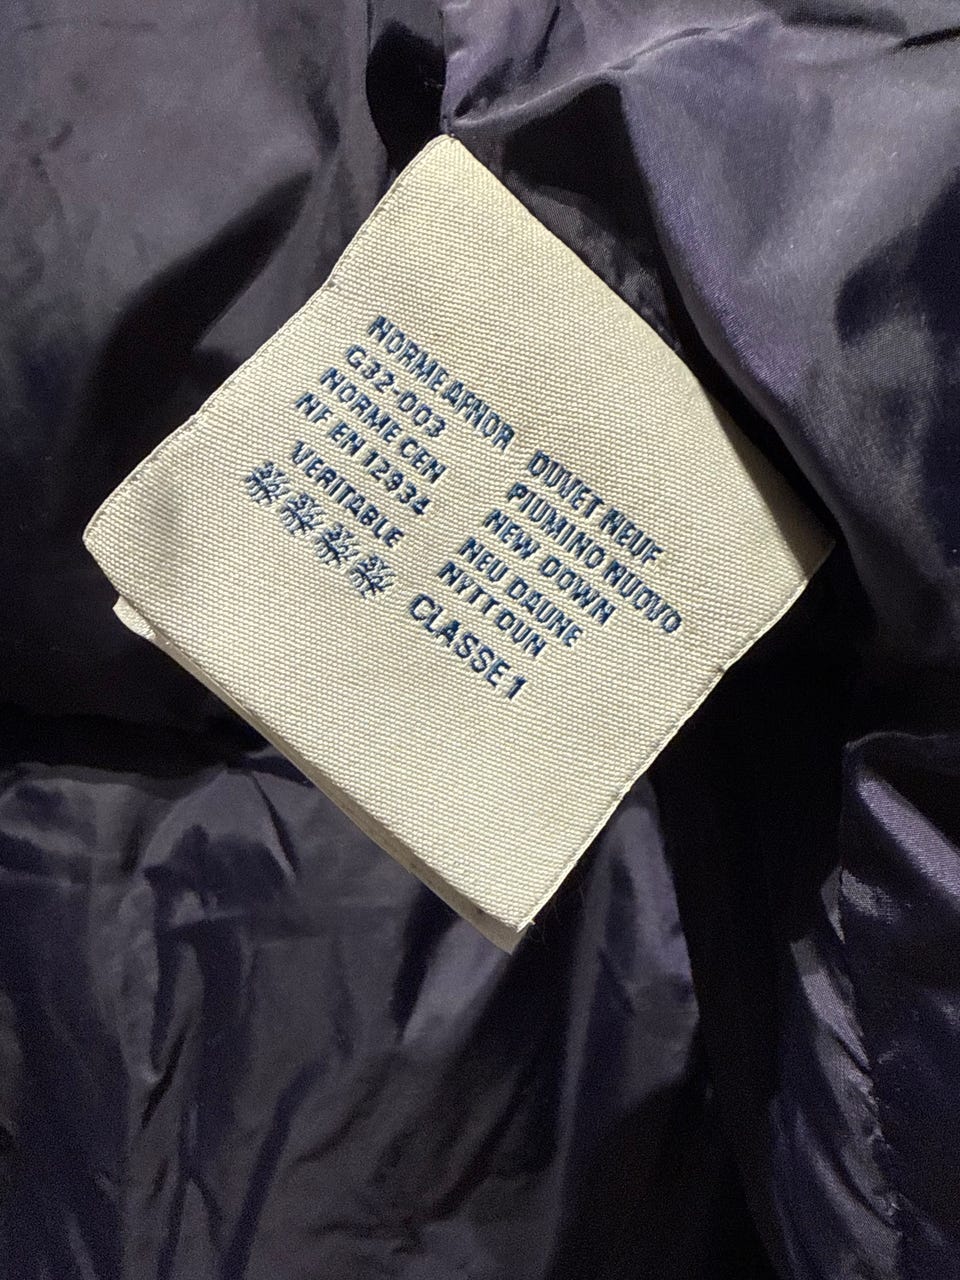 NORME AFNOR
G32-003
NORME CEN
NF EN 12934
VERITABLE
DUVET NEUF
PIUMINO NUOVO
NEW DOWN
NEU DAUNE
NYTT DUN
CLASSE 1